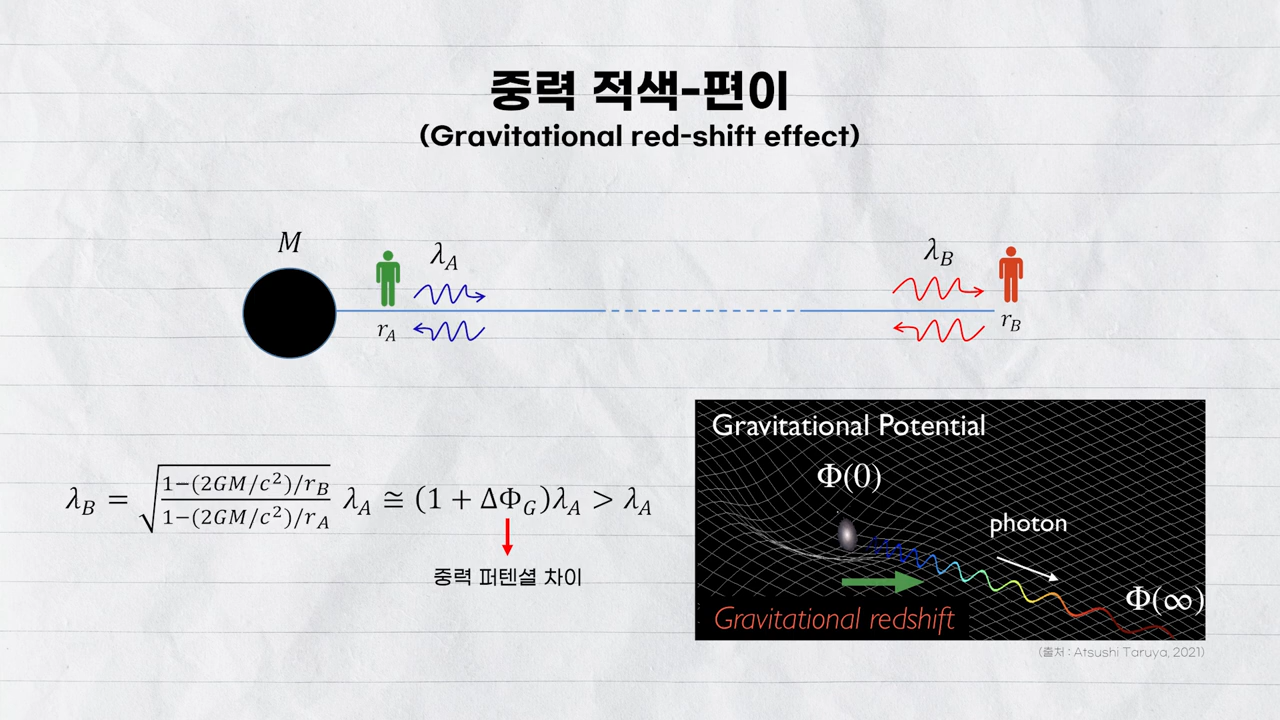 중력 적색-편이
(Gravitational red-shift effect)
M
λ_A
λ_B
r_A
r_B
λ_B = √((1−(2GM/c²)/r_B)/(1−(2GM/c²)/r_A)) λ_A ≅ (1 + ΔΦ_G)λ_A > λ_A
중력 퍼텐셜 차이
Gravitational Potential
Φ(0)
photon
Φ(∞)
Gravitational redshift
(출처 : Atsushi Taruya, 2021)